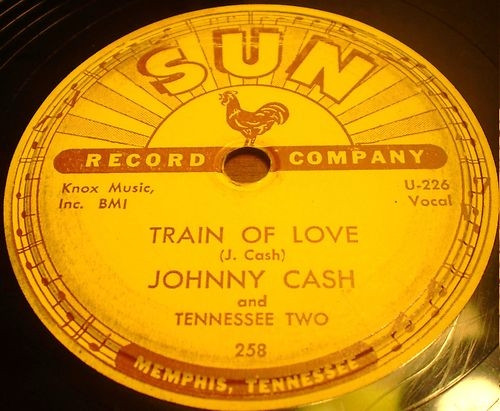 SUN
RECORD COMPANY
Knox Music,
Inc. BMI
U-226
Vocal
TRAIN OF LOVE
(J. Cash)
JOHNNY CASH
and
TENNESSEE TWO
258
MEMPHIS, TENNESSEE